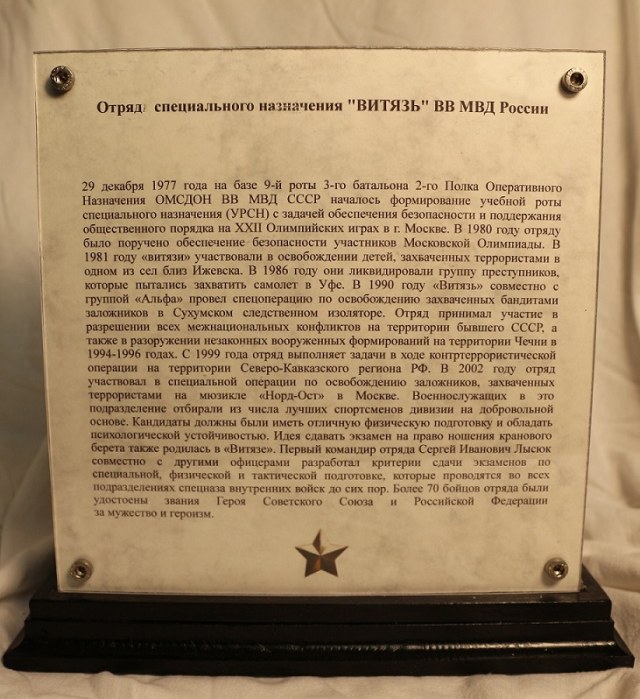 Отряд специального назначения "ВИТЯЗЬ" ВВ МВД России
29 декабря 1977 года на базе 9-й роты 3-го батальона 2-го Полка Оперативного
Назначения ОМСДОН ВВ МВД СССР началось формирование учебной роты
специального назначения (УРСН) с задачей обеспечения безопасности и поддержания
общественного порядка на XXII Олимпийских играх в г. Москве. В 1980 году отряду
было поручено обеспечение безопасности участников Московской Олимпиады. В
1981 году «витязи» участвовали в освобождении детей, захваченных террористами в
одном из сел близ Ижевска. В 1986 году они ликвидировали группу преступников,
которые пытались захватить самолет в Уфе. В 1990 году «Витязь» совместно с
группой «Альфа» провел спецоперацию по освобождению захваченных бандитами
заложников в Сухумском следственном изоляторе. Отряд принимал участие в
разрешении всех межнациональных конфликтов на территории бывшего СССР, а
также в разоружении незаконных вооруженных формирований на территории Чечни в
1994-1996 годах. С 1999 года отряд выполняет задачи в ходе контртеррористической
операции на территории Северо-Кавказского региона РФ. В 2002 году отряд
участвовал в специальной операции по освобождению заложников, захваченных
террористами на мюзикле «Норд-Ост» в Москве. Военнослужащих в это
подразделение отбирали из числа лучших спортсменов дивизии на добровольной
основе. Кандидаты должны были иметь отличную физическую подготовку и обладать
психологической устойчивостью. Идея сдавать экзамен на право ношения кранового
берета также родилась в «Витязе». Первый командир отряда Сергей Иванович Лысюк
совместно с другими офицерами разработал критерии сдачи экзаменов по
специальной, физической и тактической подготовке, которые проводятся во всех
подразделениях спецназа внутренних войск до сих пор. Более 70 бойцов отряда были
удостоены звания Героя Советского Союза и Российской Федерации
за мужество и героизм.